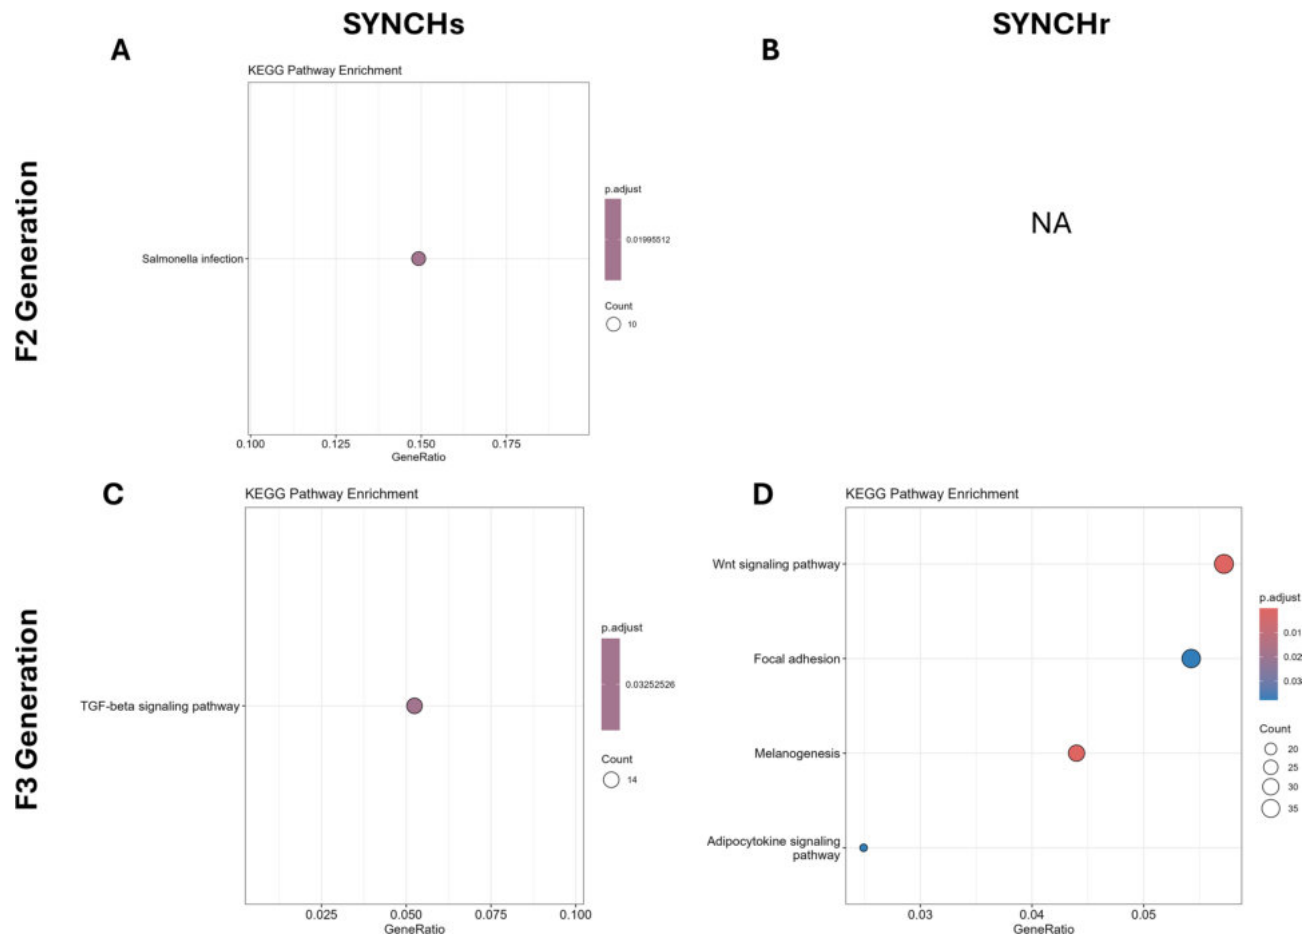 SYNCHs
SYNCHr
A
B
F2 Generation
KEGG Pathway Enrichment
Salmonella infection
0.100 0.125 0.150 0.175
GeneRatio
p.adjust
0.01995512
Count
10
NA
C
D
F3 Generation
KEGG Pathway Enrichment
TGF-beta signaling pathway
0.025 0.050 0.075 0.100
GeneRatio
p.adjust
0.03252526
Count
14
KEGG Pathway Enrichment
Wnt signaling pathway
Focal adhesion
Melanogenesis
Adipocytokine signaling
pathway
0.03 0.04 0.05
GeneRatio
p.adjust
0.01
0.02
0.03
Count
20
25
30
35